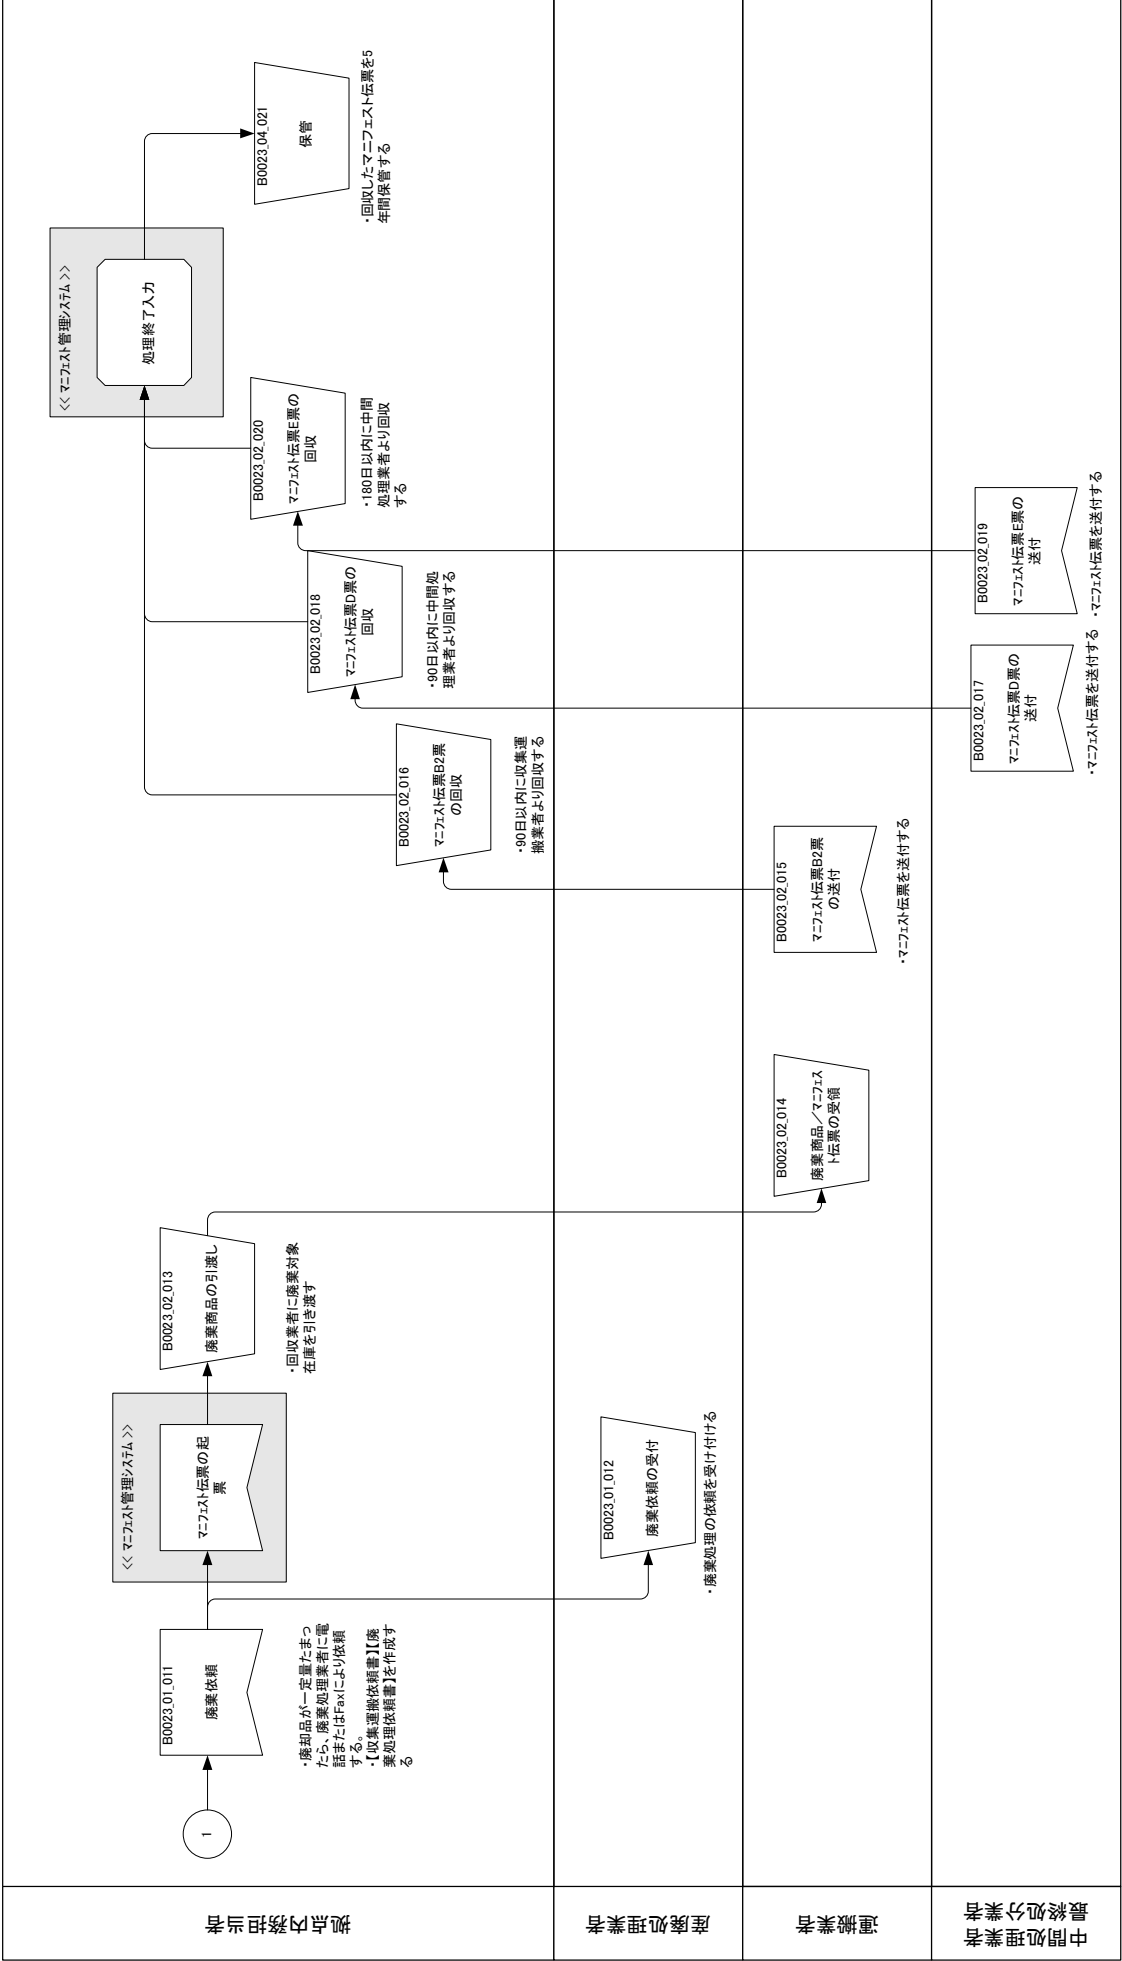 拠点内務担当者
1
B0023_01_011
廃棄依頼
・廃却品が一定量たまっ
たら、廃棄処理業者に電
話またはFaxにより依頼
する。
・【収集運搬依頼書】【廃
棄処理依頼書】を作成す
る
<< マニフェスト管理システム >>
マニフェスト伝票の起
票
B0023_02_013
廃棄商品の引渡し
・回収業者に廃棄対象
在庫を引き渡す
B0023_02_016
マニフェスト伝票B2票
の回収
・90日以内に収集運
搬業者より回収する
B0023_02_018
マニフェスト伝票D票の
回収
・90日以内に中間処
理業者より回収する
B0023_02_020
マニフェスト伝票E票の
回収
・180日以内に中間
処理業者より回収
する
<< マニフェスト管理システム >>
処理終了入力
B0023_04_021
保管
・回収したマニフェスト伝票を5
年間保管する
産廃処理業者
B0023_01_012
廃棄依頼の受付
・廃棄処理の依頼を受け付ける
運搬業者
B0023_02_014
廃棄商品／マニフェス
ト伝票の受領
B0023_02_015
マニフェスト伝票B2票
の送付
・マニフェスト伝票を送付する
中間処理業者
最終処分業者
B0023_02_017
マニフェスト伝票D票の
送付
・マニフェスト伝票を送付する
B0023_02_019
マニフェスト伝票E票の
送付
・マニフェスト伝票を送付する